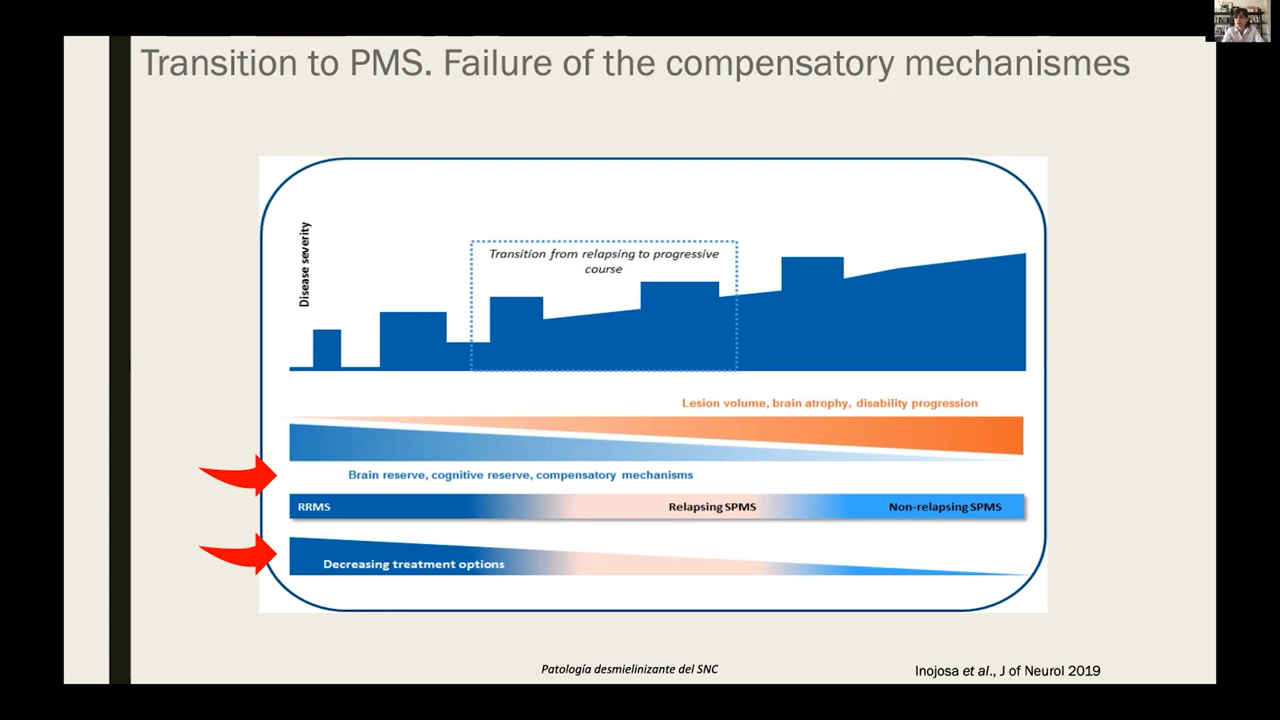 Transition to PMS. Failure of the compensatory mechanismes
Disease severity
Transition from relapsing to progressive
course
Lesion volume, brain atrophy, disability progression
Brain reserve, cognitive reserve, compensatory mechanisms
RRMS
Relapsing SPMS
Non-relapsing SPMS
Decreasing treatment options
Patología desmielinizante del SNC
Inojosa et al., J of Neurol 2019